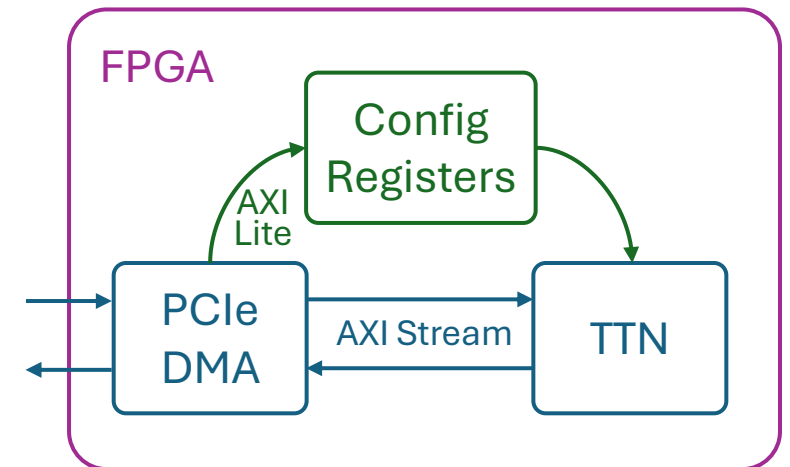 FPGA
Config
Registers
AXI
Lite
PCIe
DMA
AXI Stream
TTN